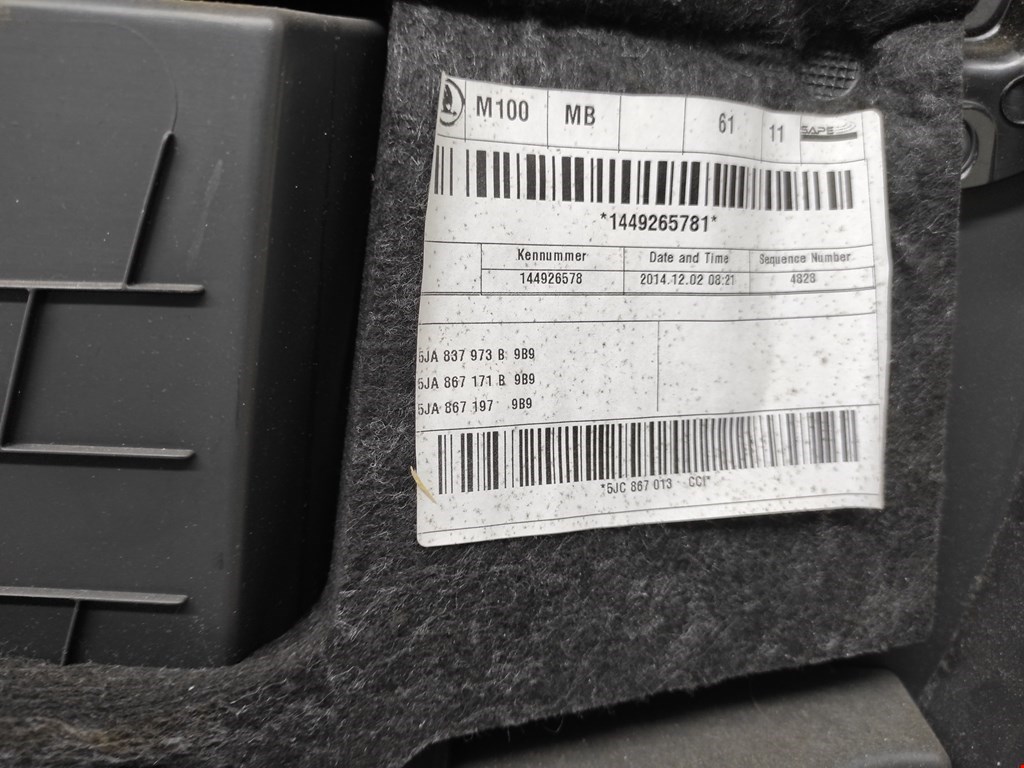 M100 MB 61 11 SAPE
*1449265781*
Kennummer Date and Time Sequence Number
144926578 2014.12.02 08:21 4828
5JA 837 973 B 9B9
5JA 867 171 B 9B9
5JA 867 197 9B9
*5JC 867 013 CCI*